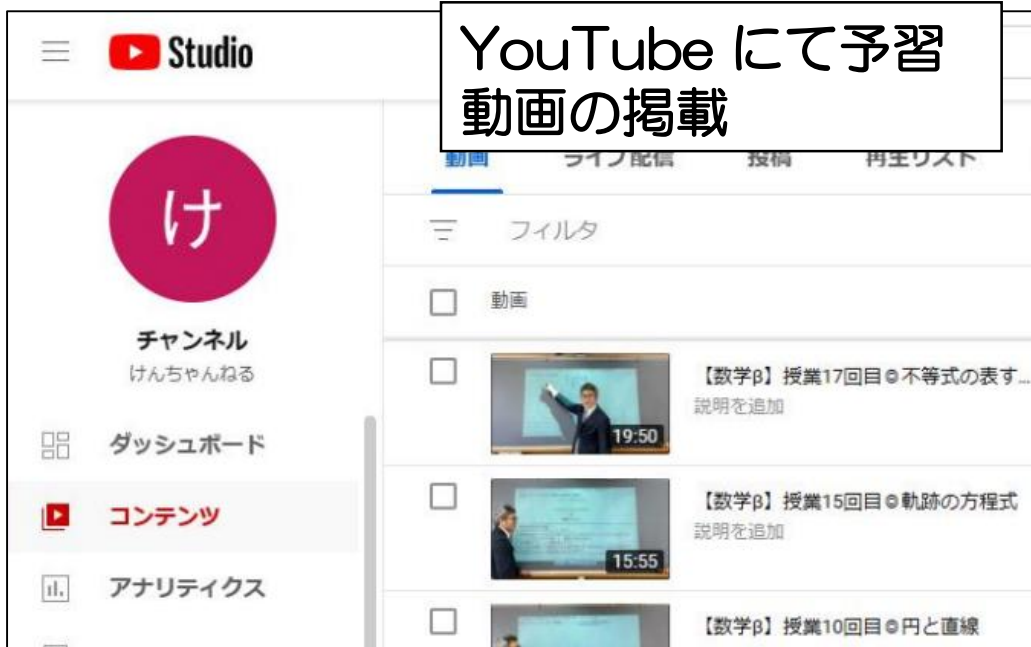 Studio
YouTube にて予習
動画の掲載
動画 ライブ配信 投稿 再生リスト
け
フィルタ
動画
チャンネル
けんちゃんねる
【数学β】授業17回目◎不等式の表す...
説明を追加
19:50
ダッシュボード
【数学β】授業15回目◎軌跡の方程式
説明を追加
15:55
コンテンツ
アナリティクス
【数学β】授業10回目◎円と直線